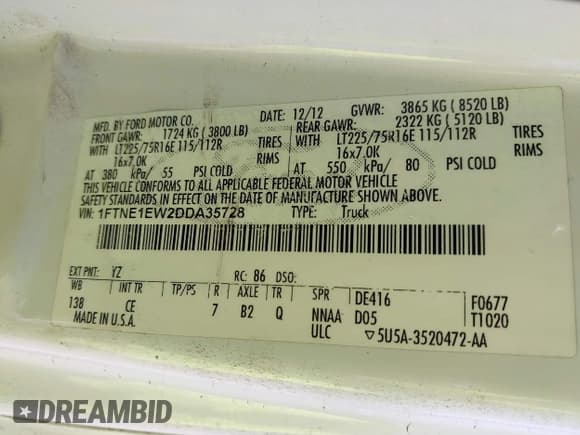 MFD. BY FORD MOTOR CO. DATE: 12/12 GVWR: 3865 KG ( 8520 LB)
FRONT GAWR: 1724 KG ( 3800 LB) REAR GAWR: 2322 KG ( 5120 LB)
WITH LT225/75R16E 115/112R TIRES WITH LT225/75R16E 115/112R TIRES
16x7.0K RIMS 16x7.0K RIMS
AT 380 kPa/ 55 PSI COLD AT 550 kPa/ 80 PSI COLD
THIS VEHICLE CONFORMS TO ALL APPLICABLE FEDERAL MOTOR VEHICLE
SAFETY STANDARDS IN EFFECT ON THE DATE OF MANUFACTURE SHOWN ABOVE.
VIN: 1FTNE1EW2DDA35728 TYPE: Truck
EXT PNT: YZ RC: 86 DSO:
WB INT TR TP/PS R AXLE TR SPR DE416 F0677
138 CE 7 B2 Q NNAA D05 T1020
MADE IN U.S.A. ULC ▽5U5A-3520472-AA
DREAMBID